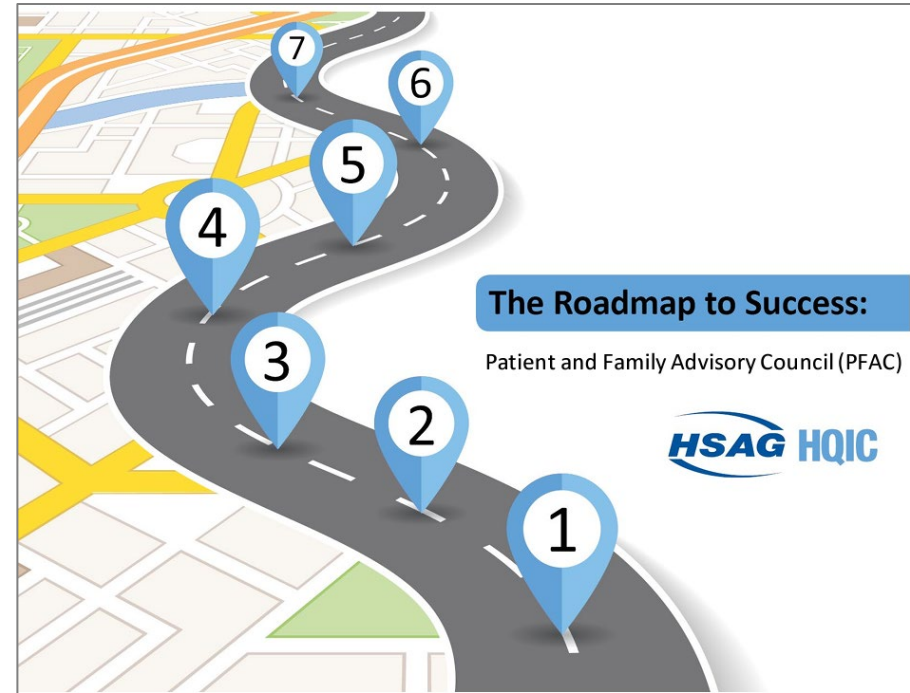 7
6
5
4
The Roadmap to Success:
3
Patient and Family Advisory Council (PFAC)
2
HSAG HQIC
1